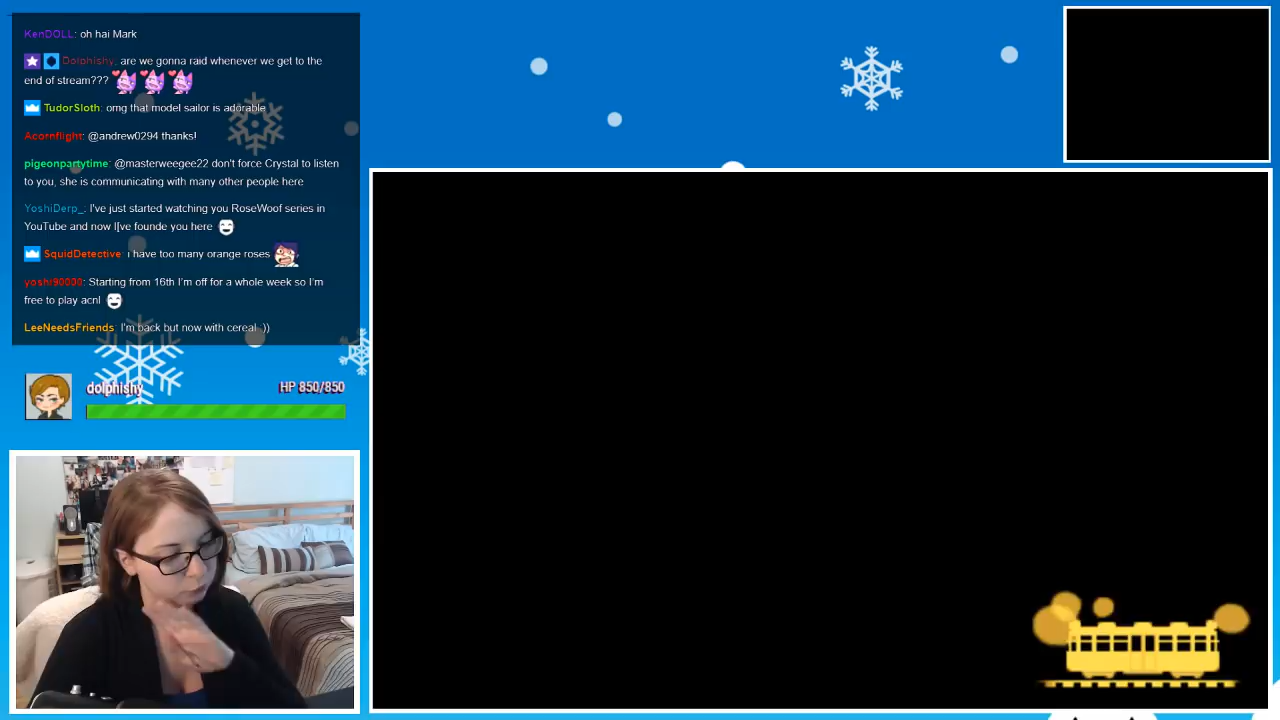 KenDOLL: oh hai Mark
Dolphishy: are we gonna raid whenever we get to the
end of stream???
TudorSloth: omg that model sailor is adorable
Acornflight: @andrew0294 thanks!
pigeonpartytime: @masterweegee22 don't force Crystal to listen
to you, she is communicating with many other people here
YoshiDerp_: I've just started watching you RoseWoof series in
YouTube and now I[ve founde you here
SquidDetective: i have too many orange roses
yoshi90000: Starting from 16th I'm off for a whole week so I'm
free to play acnl
LeeNeedsFriends: I'm back but now with cereal :))
dolphishy HP 850/850